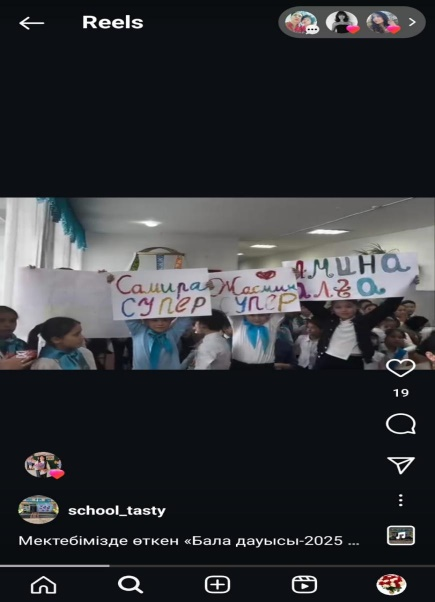 Reels
Самира
СУПЕР
Жасмин
УПЕР
АМИНА
АЛҒА
19
school_tasty
Мектебімізде өткен «Бала дауысы-2025 ...